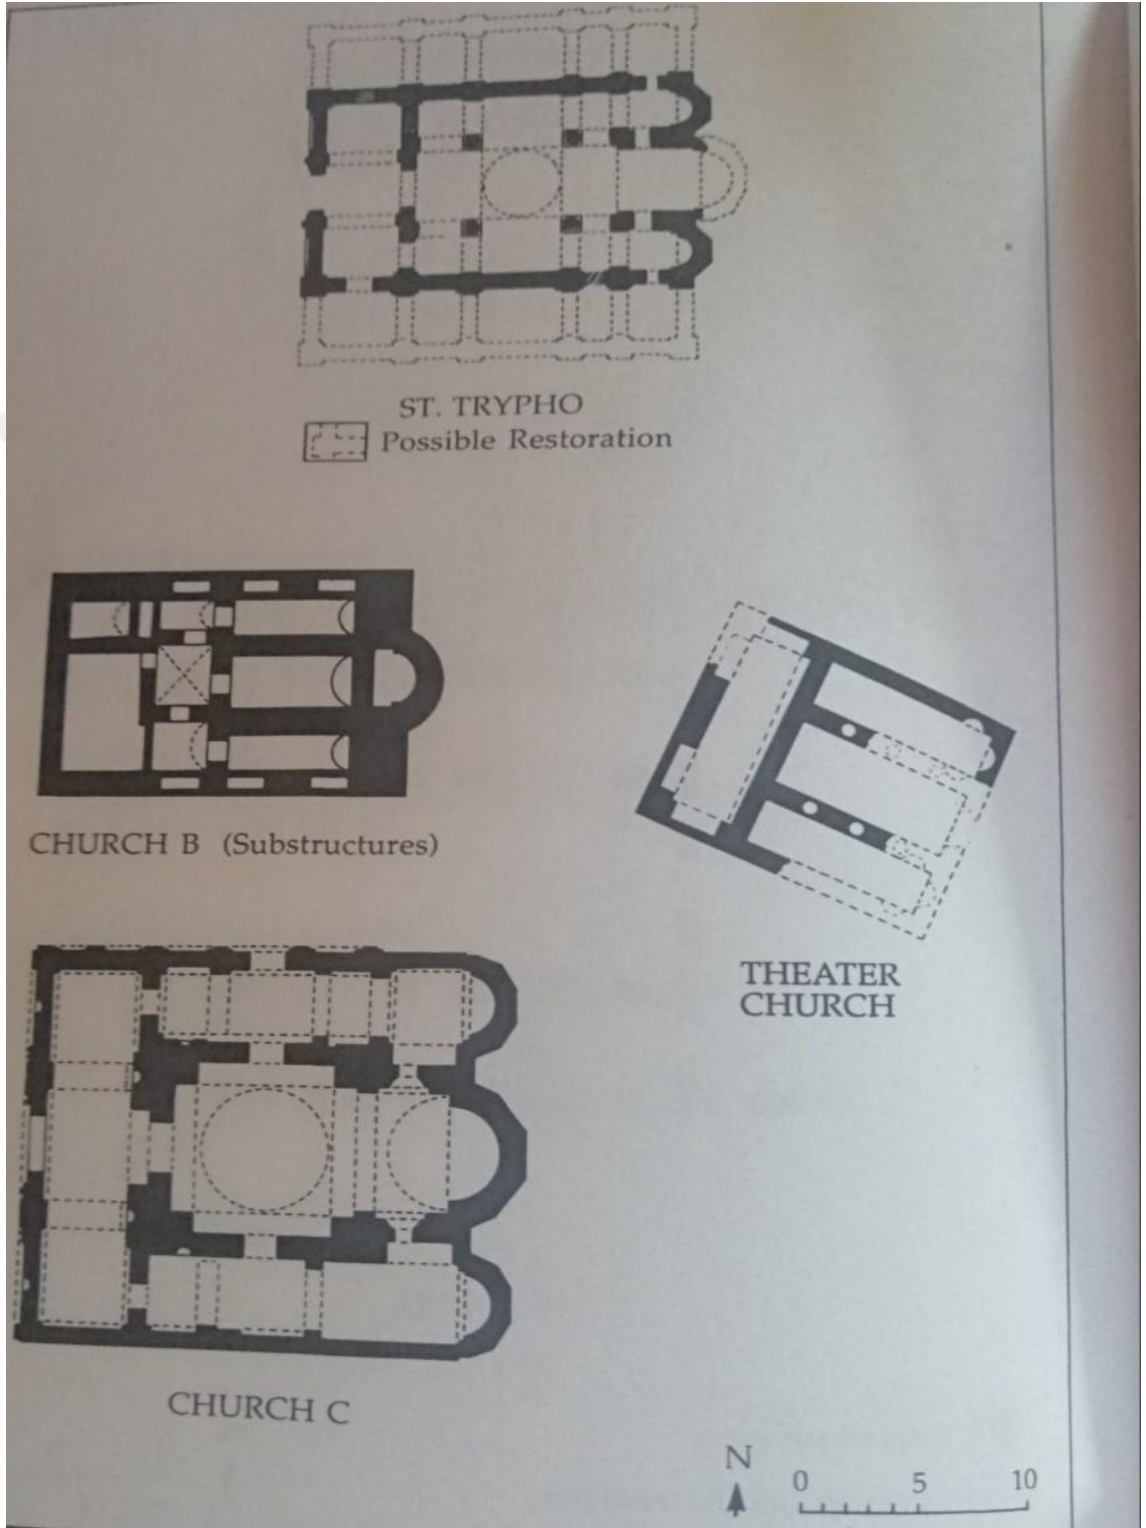 ST. TRYPHO
Possible Restoration
CHURCH B (Substructures)
THEATER
CHURCH
CHURCH C
N
0 5 10